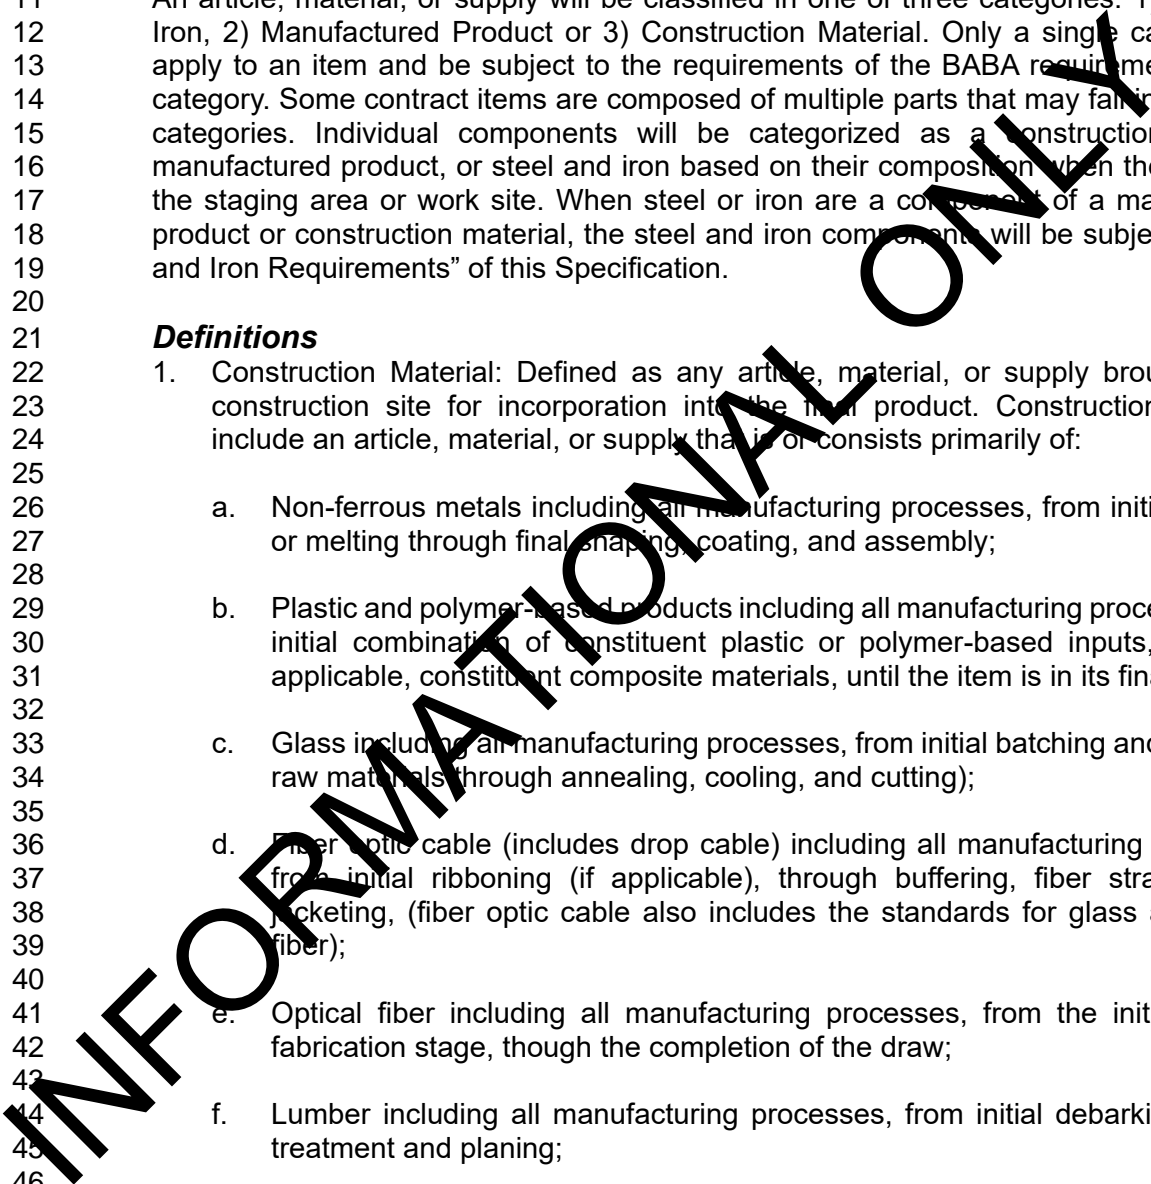 11 An article, material, or supply will be classified in one of three categories: 1)
12 Iron, 2) Manufactured Product or 3) Construction Material. Only a single ca
13 apply to an item and be subject to the requirements of the BABA requireme
14 category. Some contract items are composed of multiple parts that may fall in
15 categories. Individual components will be categorized as a construction
16 manufactured product, or steel and iron based on their composition when the
17 the staging area or work site. When steel or iron are a component of a ma
18 product or construction material, the steel and iron components will be subje
19 and Iron Requirements” of this Specification.
20
21 Definitions
22 1. Construction Material: Defined as any article, material, or supply brou
23 construction site for incorporation into the final product. Construction
24 include an article, material, or supply that is or consists primarily of:
25
26 a. Non-ferrous metals including all manufacturing processes, from initi
27 or melting through final shaping, coating, and assembly;
28
29 b. Plastic and polymer-based products including all manufacturing proce
30 initial combination of constituent plastic or polymer-based inputs,
31 applicable, constituent composite materials, until the item is in its fina
32
33 c. Glass including all manufacturing processes, from initial batching and
34 raw materials through annealing, cooling, and cutting);
35
36 d. Fiber optic cable (includes drop cable) including all manufacturing
37 from initial ribboning (if applicable), through buffering, fiber stra
38 jacketing, (fiber optic cable also includes the standards for glass a
39 fiber);
40
41 e. Optical fiber including all manufacturing processes, from the init
42 fabrication stage, though the completion of the draw;
43
44 f. Lumber including all manufacturing processes, from initial debarki
45 treatment and planing;
46
INFORMATIONAL ONLY